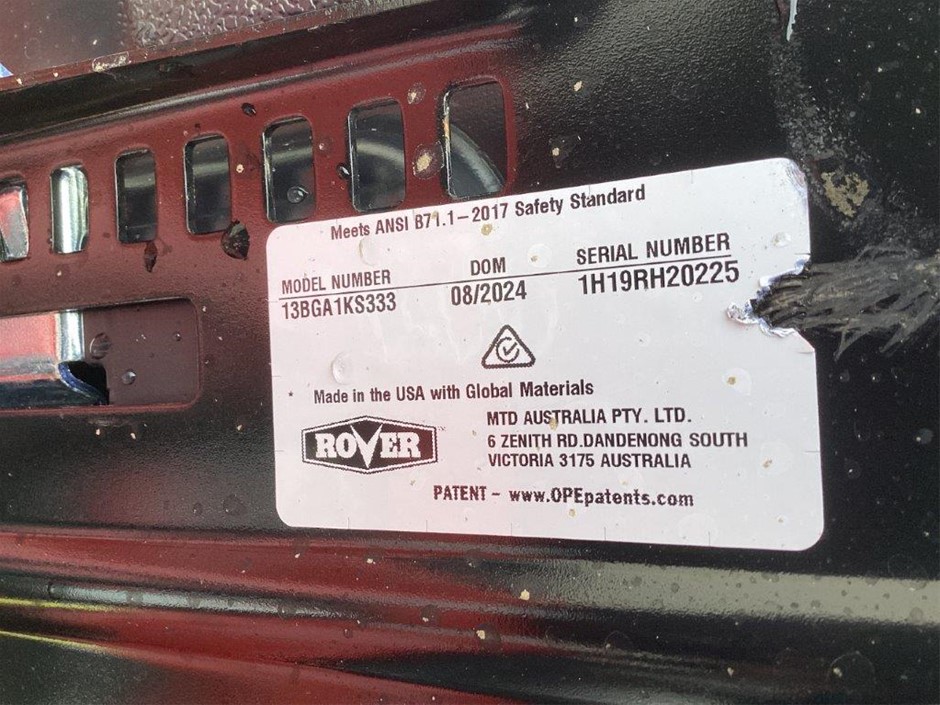 Meets ANSI B71.1-2017 Safety Standard
MODEL NUMBER DOM SERIAL NUMBER
13BGA1KS333 08/2024 1H19RH20225
Made in the USA with Global Materials
ROVER™
MTD AUSTRALIA PTY. LTD.
6 ZENITH RD.DANDENONG SOUTH
VICTORIA 3175 AUSTRALIA
PATENT - www.OPEpatents.com